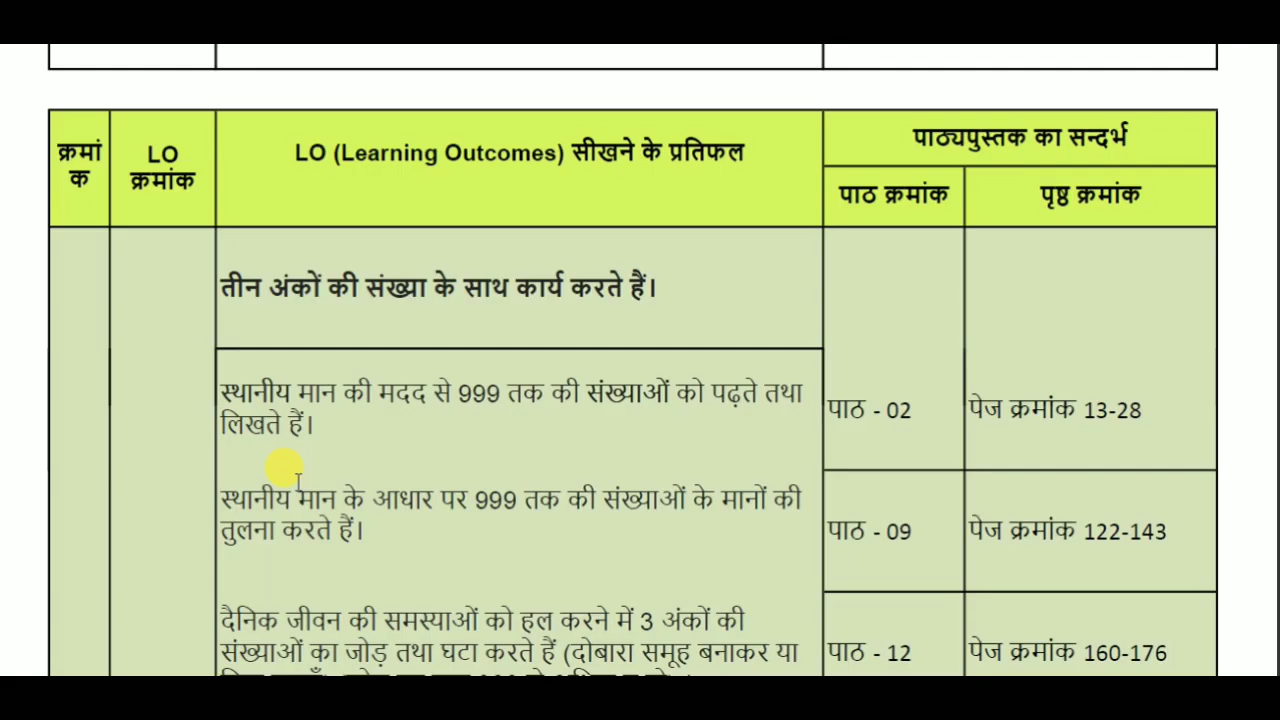 क्रमां
क
LO
क्रमांक
LO (Learning Outcomes) सीखने के प्रतिफल
पाठ्यपुस्तक का सन्दर्भ
पाठ क्रमांक
पृष्ठ क्रमांक
तीन अंकों की संख्या के साथ कार्य करते हैं।
स्थानीय मान की मदद से 999 तक की संख्याओं को पढ़ते तथा
लिखते हैं।
पाठ - 02
पेज क्रमांक 13-28
स्थानीय मान के आधार पर 999 तक की संख्याओं के मानों की
तुलना करते हैं।
पाठ - 09
पेज क्रमांक 122-143
दैनिक जीवन की समस्याओं को हल करने में 3 अंकों की
संख्याओं का जोड़ तथा घटा करते हैं (दोबारा समूह बनाकर या
पाठ - 12
पेज क्रमांक 160-176